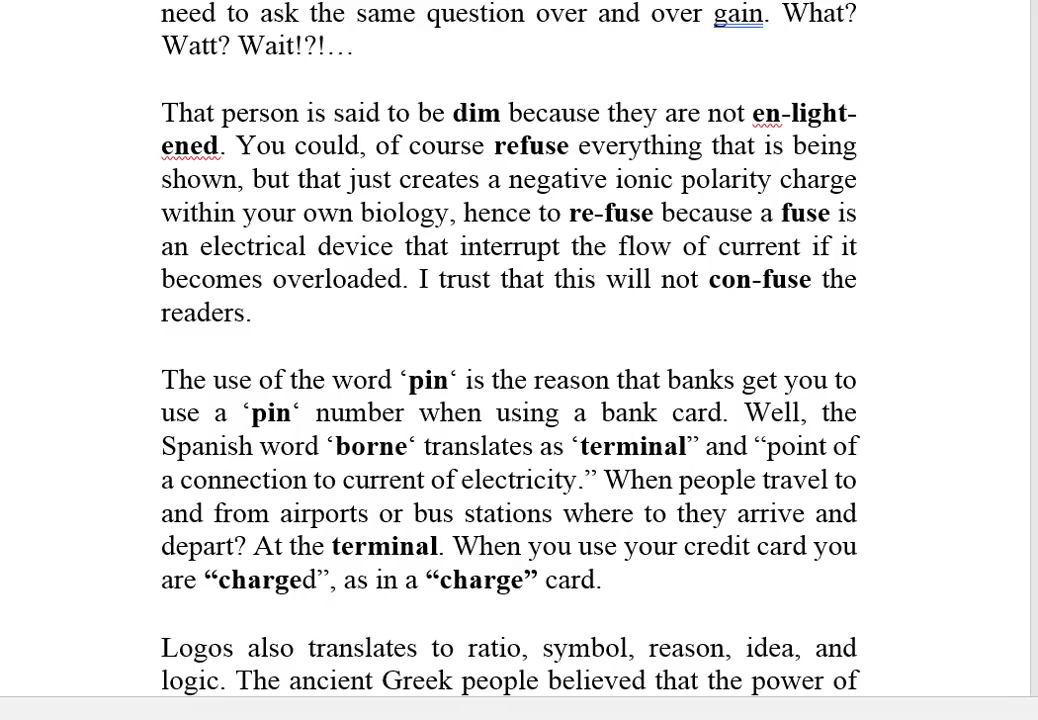 need to ask the same question over and over gain. What?
Watt? Wait!?!…
That person is said to be dim because they are not en-light-
ened. You could, of course refuse everything that is being
shown, but that just creates a negative ionic polarity charge
within your own biology, hence to re-fuse because a fuse is
an electrical device that interrupt the flow of current if it
becomes overloaded. I trust that this will not con-fuse the
readers.
The use of the word ‘pin‘ is the reason that banks get you to
use a ‘pin‘ number when using a bank card. Well, the
Spanish word ‘borne‘ translates as ‘terminal” and “point of
a connection to current of electricity.” When people travel to
and from airports or bus stations where to they arrive and
depart? At the terminal. When you use your credit card you
are “charged”, as in a “charge” card.
Logos also translates to ratio, symbol, reason, idea, and
logic. The ancient Greek people believed that the power of